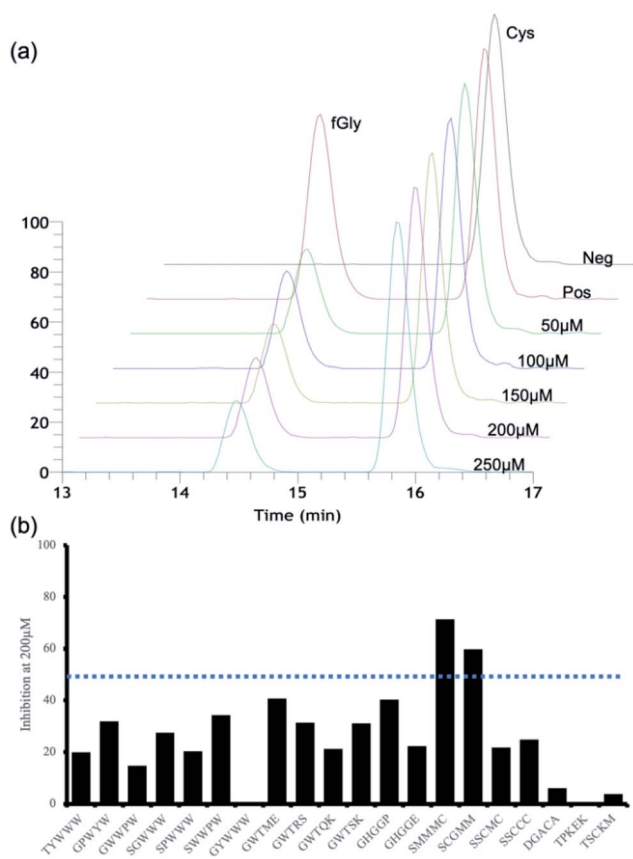 (a)
Cys
fGly
Neg
Pos
50µM
100µM
150µM
200µM
250µM
100
80
60
40
20
0
13 14 15 16 17
Time (min)
(b)
Inhibition at 200µM
100
80
60
40
20
0
TYWWW GPWYW GWWPW SGWWW SPWWW SWWPW GYWWW GWTME GWTRS GWTQK GWTSK GHGGP GHGGE SMMMC SCGMM SSCMC SSCCC DGACA TPKEK TSCKM